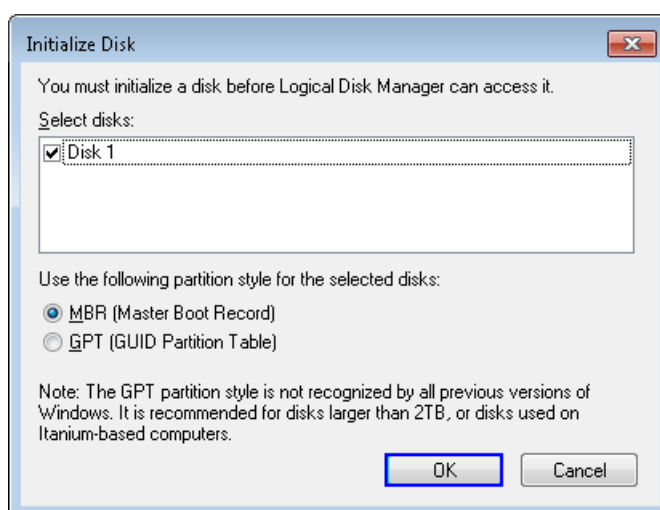 Initialize Disk
You must initialize a disk before Logical Disk Manager can access it.
Select disks:
Disk 1
Use the following partition style for the selected disks:
MBR (Master Boot Record)
GPT (GUID Partition Table)
Note: The GPT partition style is not recognized by all previous versions of
Windows. It is recommended for disks larger than 2TB, or disks used on
Itanium-based computers.
OK Cancel